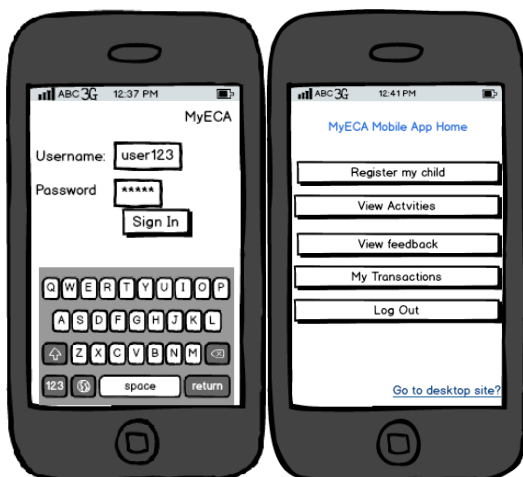 ABC 3G 12:37 PM
MyECA
Username: user123
Password *****
Sign In
Q W E R T Y U I O P
A S D F G H J K L
Z X C V B N M
123 space return
ABC 3G 12:41 PM
MyECA Mobile App Home
Register my child
View Actvities
View feedback
My Transactions
Log Out
Go to desktop site?